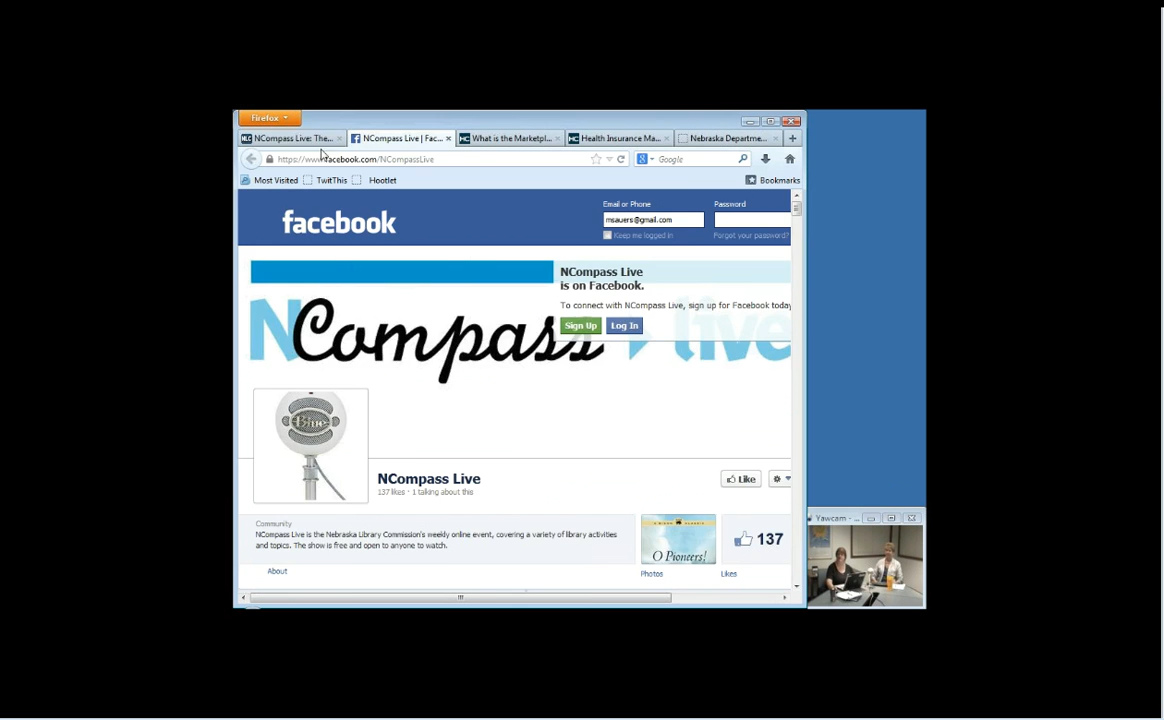 Firefox
NCompass Live: The...
NCompass Live | Fac...
What is the Marketpl...
Health Insurance Ma...
Nebraska Departme...
https://www.facebook.com/NCompassLive
Google
Most Visited
TwitThis
Hootlet
Bookmarks
facebook
Email or Phone
Password
msauers@gmail.com
Keep me logged in
Forgot your password?
NCompass live
NCompass Live
is on Facebook.
To connect with NCompass Live, sign up for Facebook today
Sign Up
Log In
Blue
NCompass Live
137 likes · 1 talking about this
Like
Community
NCompass Live is the Nebraska Library Commission's weekly online event, covering a variety of library activities
and topics. The show is free and open to anyone to watch.
O Pioneers!
137
About
Photos
Likes
Yawcam - ...